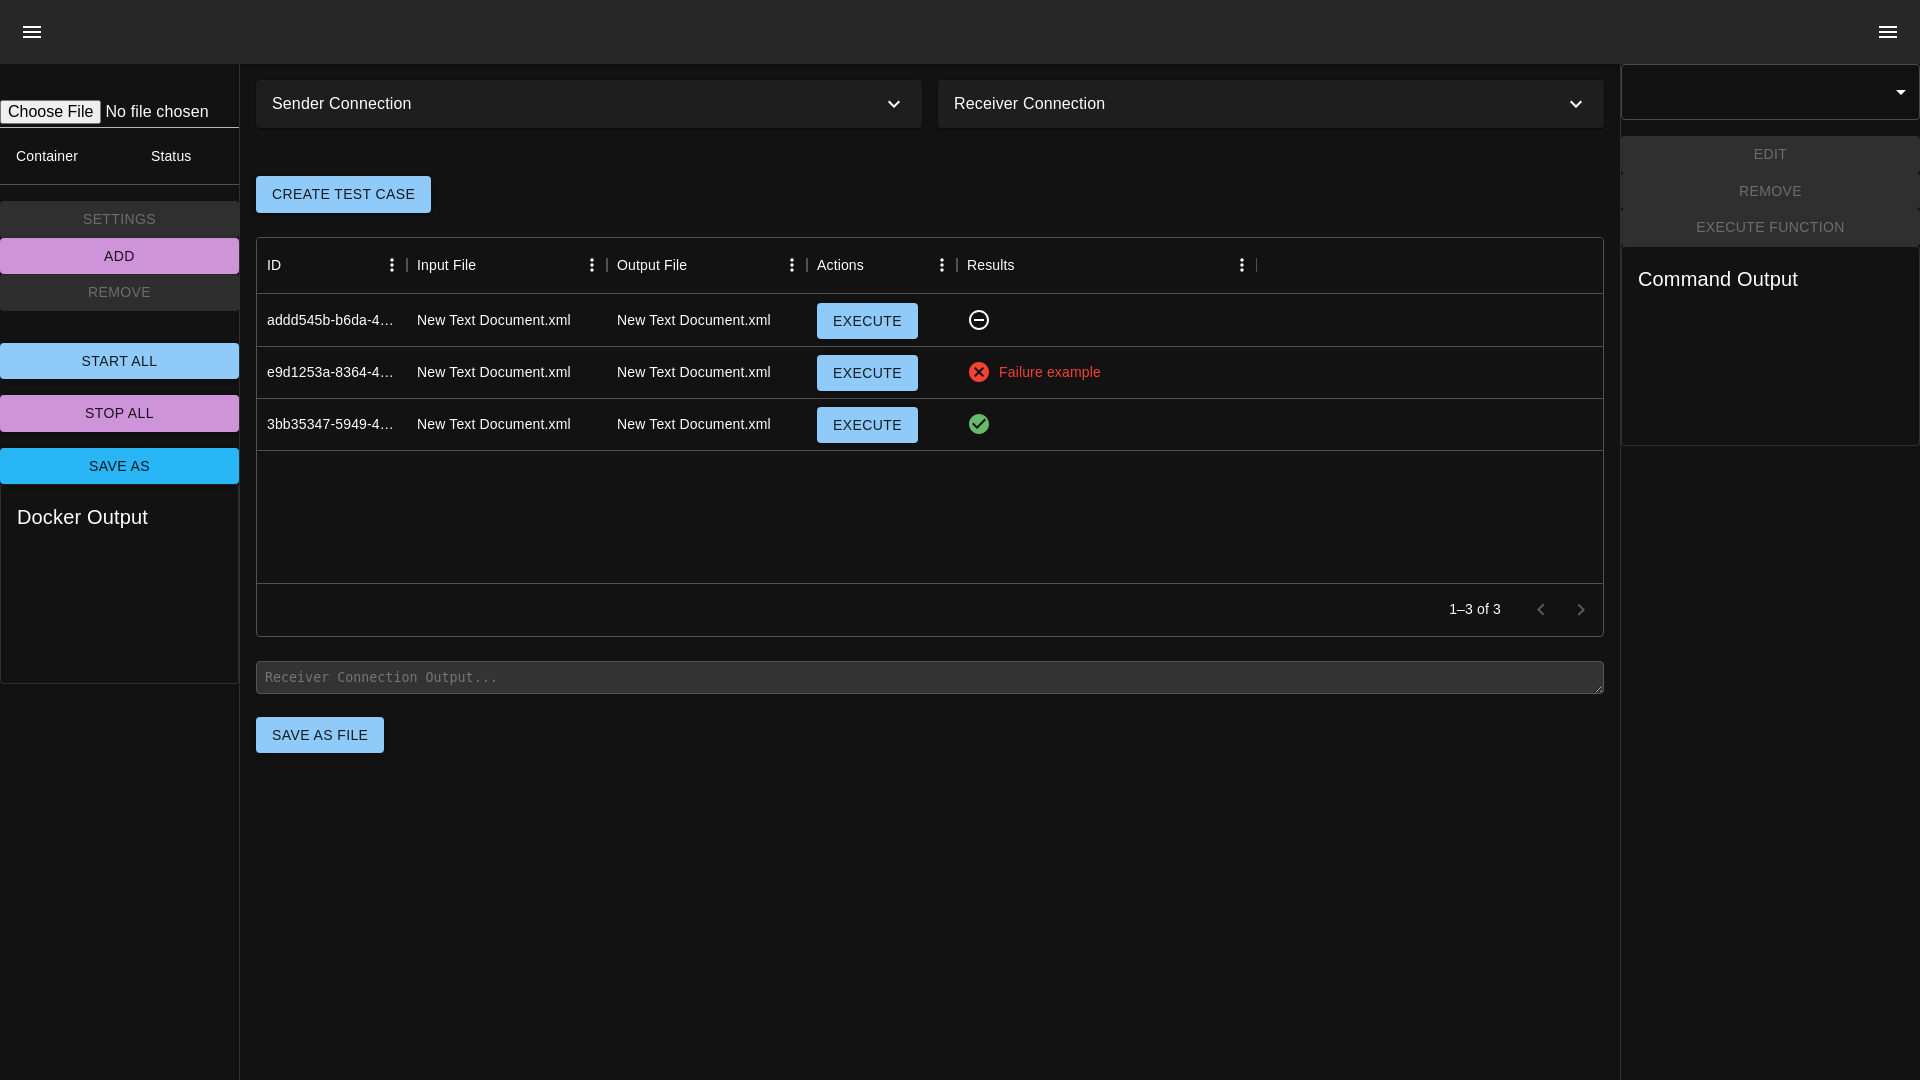 Choose File No file chosen
Container Status
SETTINGS
ADD
REMOVE
START ALL
STOP ALL
SAVE AS
Docker Output
Sender Connection
Receiver Connection
CREATE TEST CASE
ID Input File Output File Actions Results
addd545b-b6da-4… New Text Document.xml New Text Document.xml EXECUTE
e9d1253a-8364-4… New Text Document.xml New Text Document.xml EXECUTE Failure example
3bb35347-5949-4… New Text Document.xml New Text Document.xml EXECUTE
1–3 of 3
Receiver Connection Output...
SAVE AS FILE
EDIT
REMOVE
EXECUTE FUNCTION
Command Output